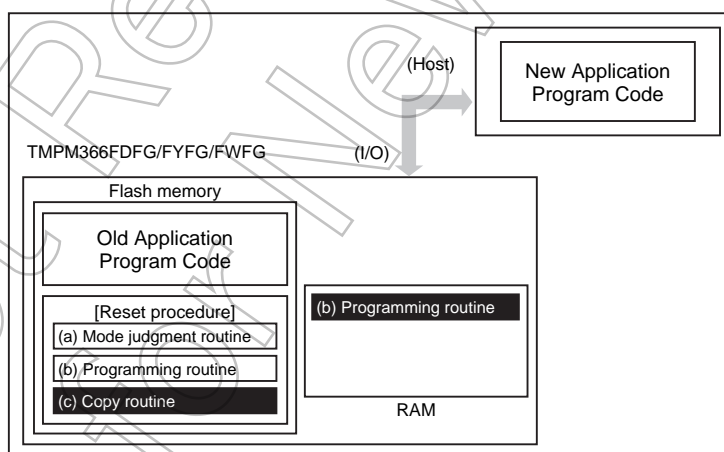 (Host)
New Application
Program Code
TMPM366FDFG/FYFG/FWFG
(I/O)
Flash memory
Old Application
Program Code
[Reset procedure]
(a) Mode judgment routine
(b) Programming routine
(c) Copy routine
(b) Programming routine
RAM